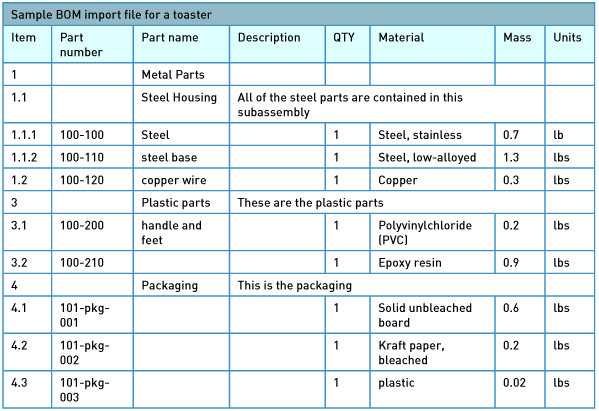 Sample BOM import file for a toaster
Item Part number Part name Description QTY Material Mass Units
1 Metal Parts
1.1 Steel Housing All of the steel parts are contained in this subassembly
1.1.1 100-100 Steel 1 Steel, stainless 0.7 lb
1.1.2 100-110 steel base 1 Steel, low-alloyed 1.3 lbs
1.2 100-120 copper wire 1 Copper 0.3 lbs
3 Plastic parts These are the plastic parts
3.1 100-200 handle and feet 1 Polyvinylchloride (PVC) 0.2 lbs
3.2 100-210 1 Epoxy resin 0.9 lbs
4 Packaging This is the packaging
4.1 101-pkg-001 1 Solid unbleached board 0.6 lbs
4.2 101-pkg-002 1 Kraft paper, bleached 0.2 lbs
4.3 101-pkg-003 1 plastic 0.02 lbs